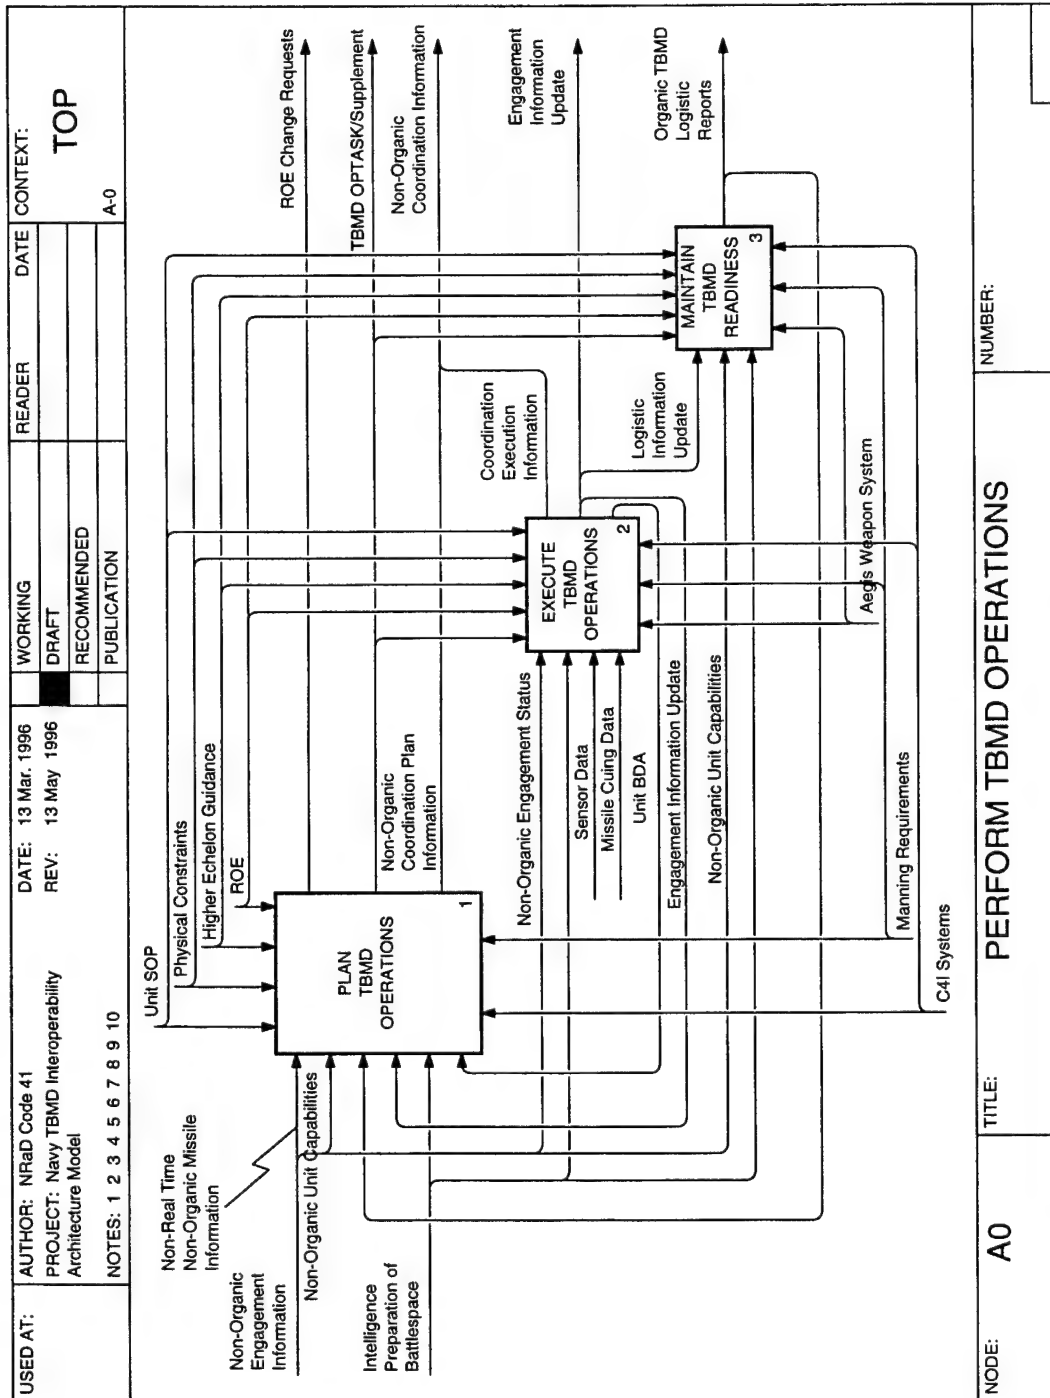 USED AT:
AUTHOR: NRaD Code 41
PROJECT: Navy TBMD Interoperability
Architecture Model
NOTES: 1 2 3 4 5 6 7 8 9 10
DATE: 13 Mar. 1996
REV: 13 May 1996
WORKING
DRAFT
RECOMMENDED
PUBLICATION
READER
DATE
CONTEXT:
TOP
A-0
Unit SOP
Physical Constraints
Higher Echelon Guidance
ROE
Non-Real Time
Non-Organic Missile
Information
Non-Organic
Engagement
Information
Non-Organic Unit Capabilities
Intelligence
Preparation of
Battlespace
PLAN
TBMD
OPERATIONS
1
ROE Change Requests
TBMD OPTASK/Supplement
Non-Organic
Coordination Plan
Information
Non-Organic
Coordination Information
Non-Organic Engagement Status
Sensor Data
Missile Cuing Data
Unit BDA
Engagement Information Update
Non-Organic Unit Capabilities
EXECUTE
TBMD
OPERATIONS
2
Coordination
Execution
Information
Engagement
Information
Update
Logistic
Information
Update
MAINTAIN
TBMD
READINESS
3
Organic TBMD
Logistic
Reports
Aegis Weapon System
Manning Requirements
C4I Systems
NODE:
A0
TITLE:
PERFORM TBMD OPERATIONS
NUMBER: